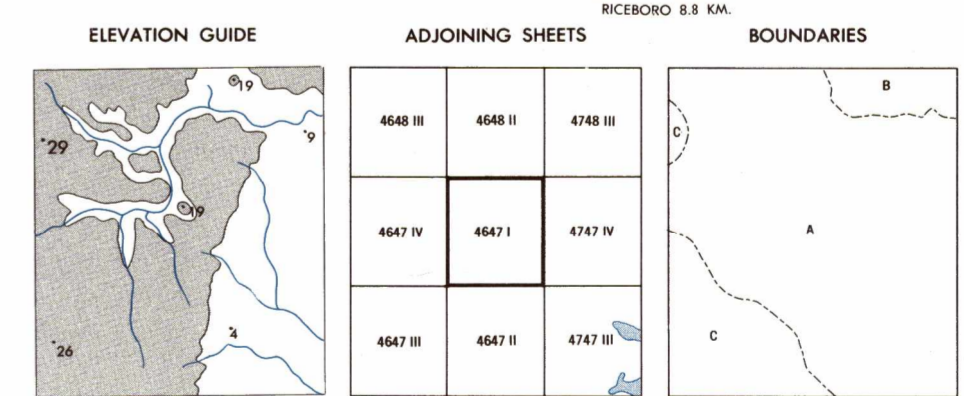 RICEBORO 8.8 KM.
ELEVATION GUIDE
19
9
29
19
4
26
ADJOINING SHEETS
4648 III 4648 II 4748 III
4647 IV 4647 I 4747 IV
4647 III 4647 II 4747 III
BOUNDARIES
B
C
A
C